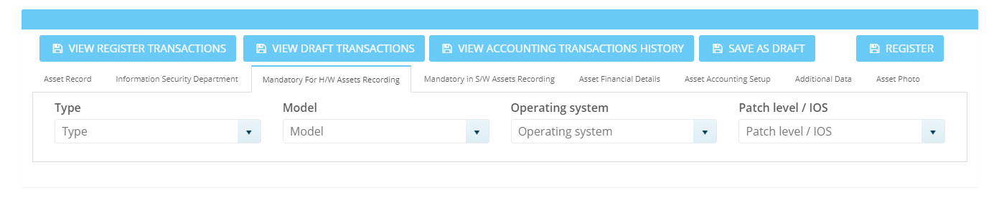 VIEW REGISTER TRANSACTIONS VIEW DRAFT TRANSACTIONS VIEW ACCOUNTING TRANSACTIONS HISTORY SAVE AS DRAFT REGISTER
Asset Record Information Security Department Mandatory For H/W Assets Recording Mandatory in S/W Assets Recording Asset Financial Details Asset Accounting Setup Additional Data Asset Photo
Type Model Operating system Patch level / IOS
Type Model Operating system Patch level / IOS